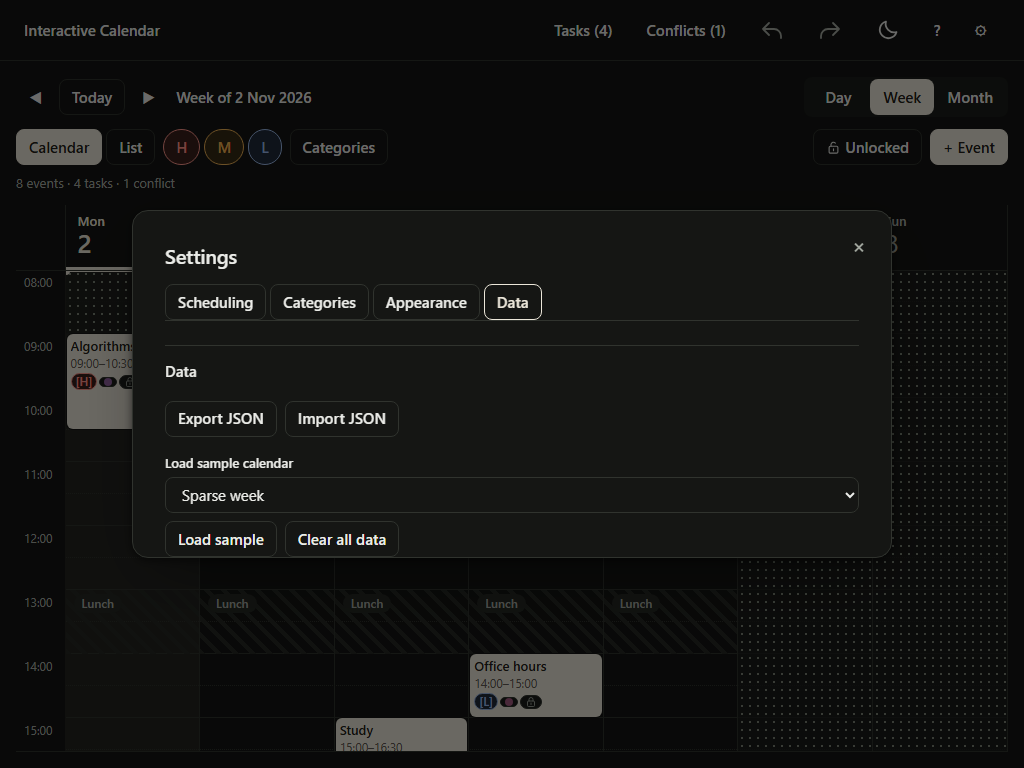 Interactive Calendar
Tasks (4)
Conflicts (1)
?
Today
Week of 2 Nov 2026
Day
Week
Month
Calendar
List
H
M
L
Categories
Unlocked
+ Event
8 events · 4 tasks · 1 conflict
Mon
2
08:00
09:00
10:00
11:00
12:00
13:00
14:00
15:00
Algorithms
09:00–10:30
[H]
Settings
×
Scheduling
Categories
Appearance
Data
Data
Export JSON
Import JSON
Load sample calendar
Sparse week
Load sample
Clear all data
Lunch
Lunch
Lunch
Lunch
Lunch
Office hours
14:00–15:00
[L]
Study
15:00–16:30